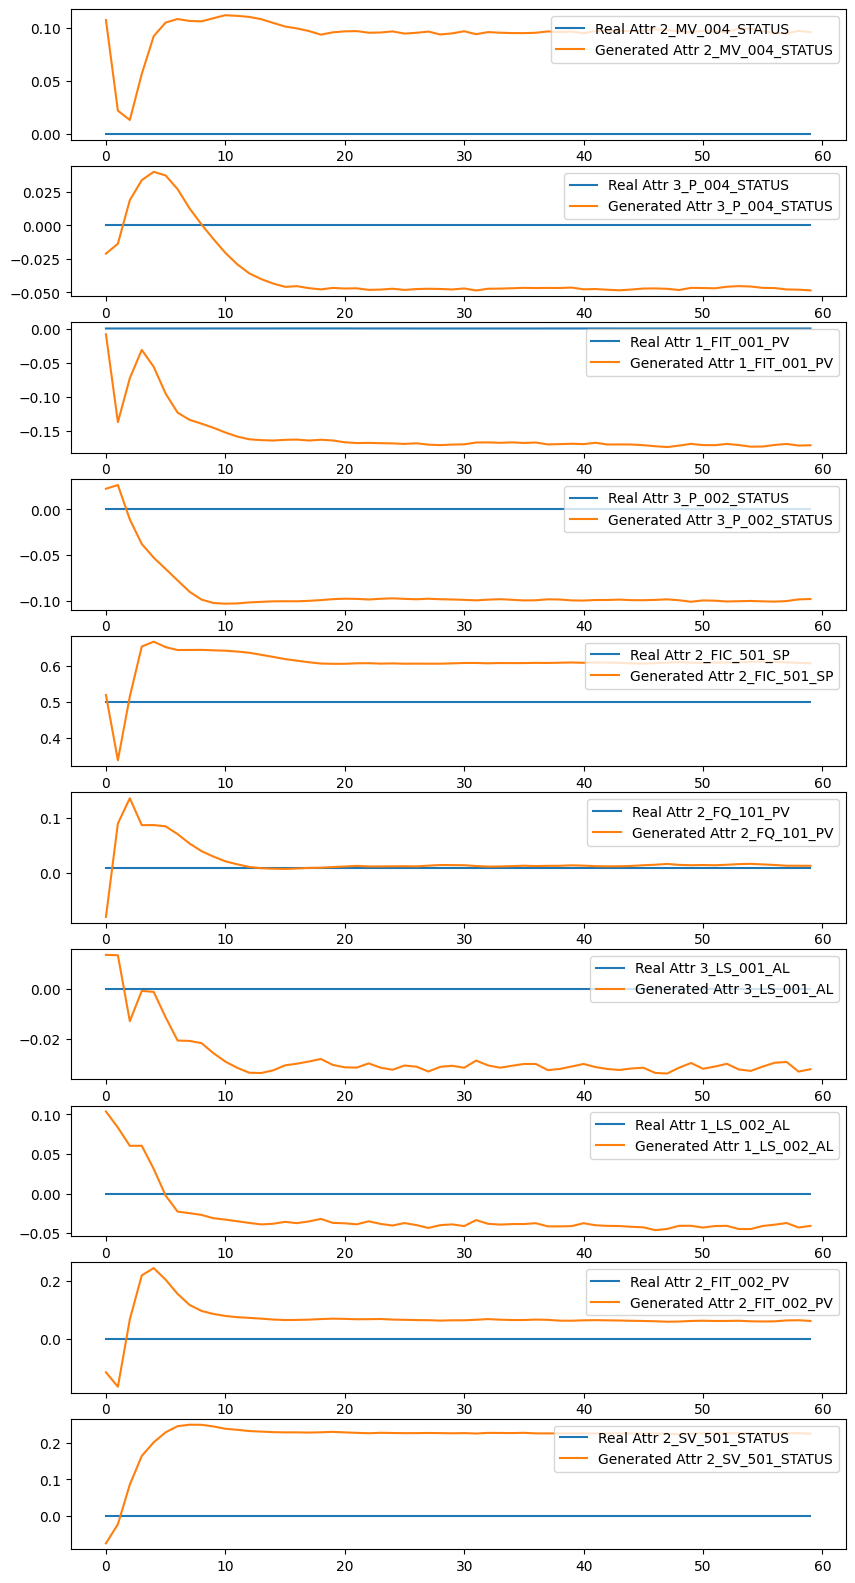 0.10
0.05
0.00
Real Attr 2_MV_004_STATUS
Generated Attr 2_MV_004_STATUS
0 10 20 30 40 50 60
0.025
0.000
−0.025
−0.050
Real Attr 3_P_004_STATUS
Generated Attr 3_P_004_STATUS
0 10 20 30 40 50 60
0.00
−0.05
−0.10
−0.15
Real Attr 1_FIT_001_PV
Generated Attr 1_FIT_001_PV
0 10 20 30 40 50 60
0.00
−0.05
−0.10
Real Attr 3_P_002_STATUS
Generated Attr 3_P_002_STATUS
0 10 20 30 40 50 60
0.6
0.5
0.4
Real Attr 2_FIC_501_SP
Generated Attr 2_FIC_501_SP
0 10 20 30 40 50 60
0.1
0.0
Real Attr 2_FQ_101_PV
Generated Attr 2_FQ_101_PV
0 10 20 30 40 50 60
0.00
−0.02
Real Attr 3_LS_001_AL
Generated Attr 3_LS_001_AL
0 10 20 30 40 50 60
0.10
0.05
0.00
−0.05
Real Attr 1_LS_002_AL
Generated Attr 1_LS_002_AL
0 10 20 30 40 50 60
0.2
0.0
Real Attr 2_FIT_002_PV
Generated Attr 2_FIT_002_PV
0 10 20 30 40 50 60
0.2
0.1
0.0
Real Attr 2_SV_501_STATUS
Generated Attr 2_SV_501_STATUS
0 10 20 30 40 50 60